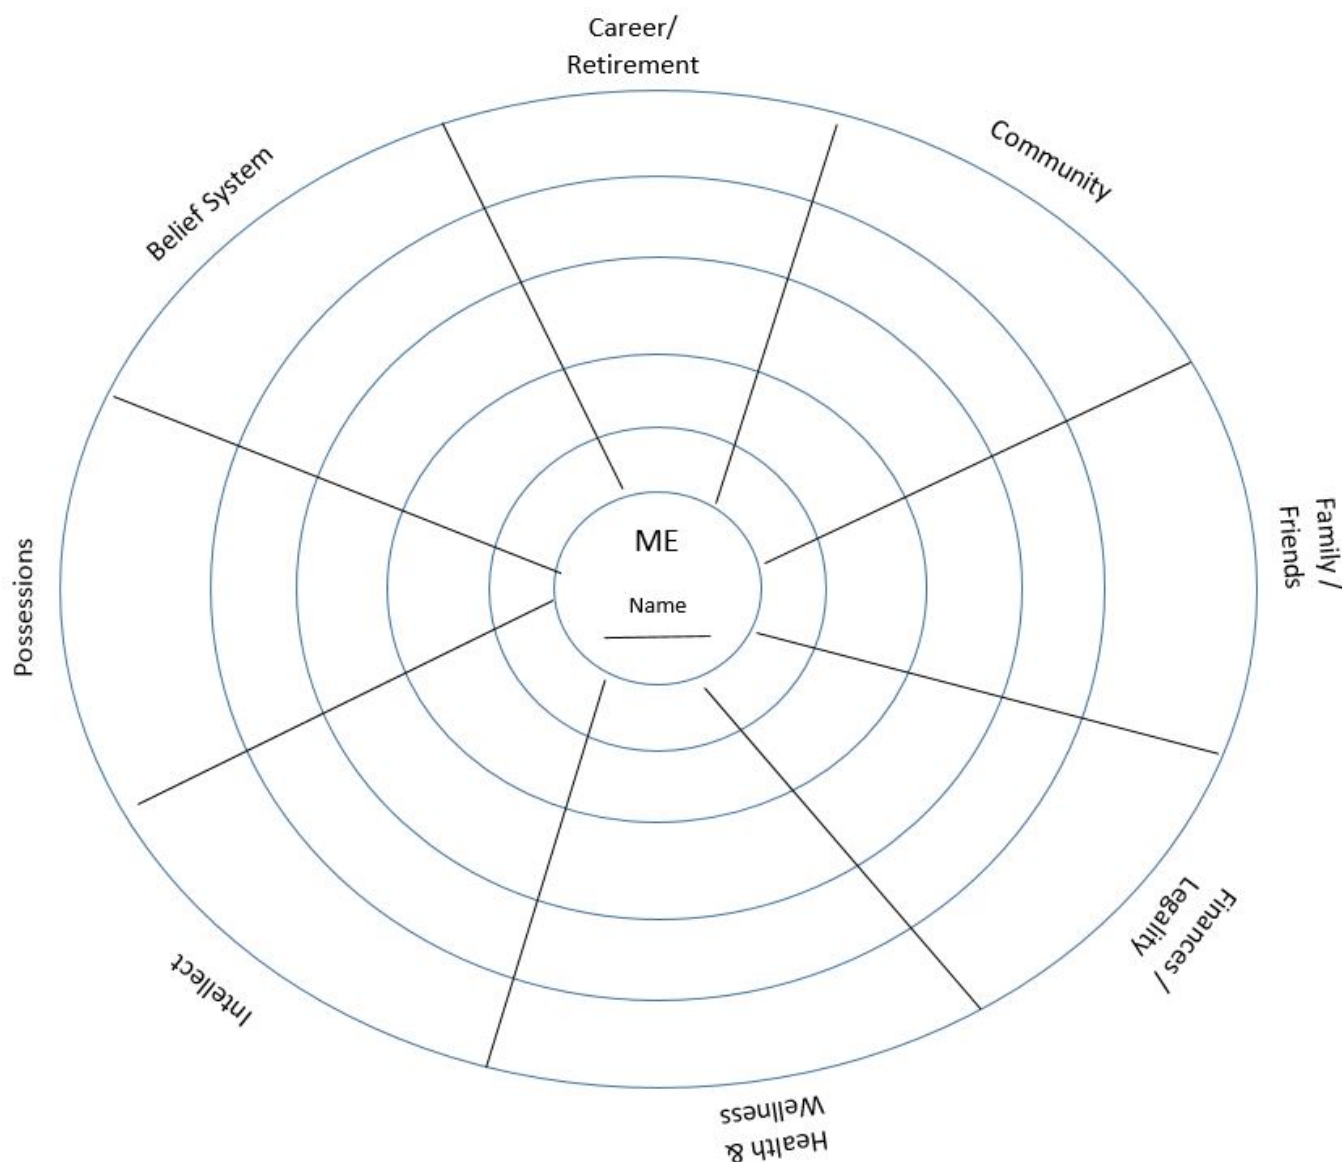 Career/
Retirement
Community
Family /
Friends
Finances /
Legality
Health &
Wellness
Intellect
Possessions
Belief System
ME
Name